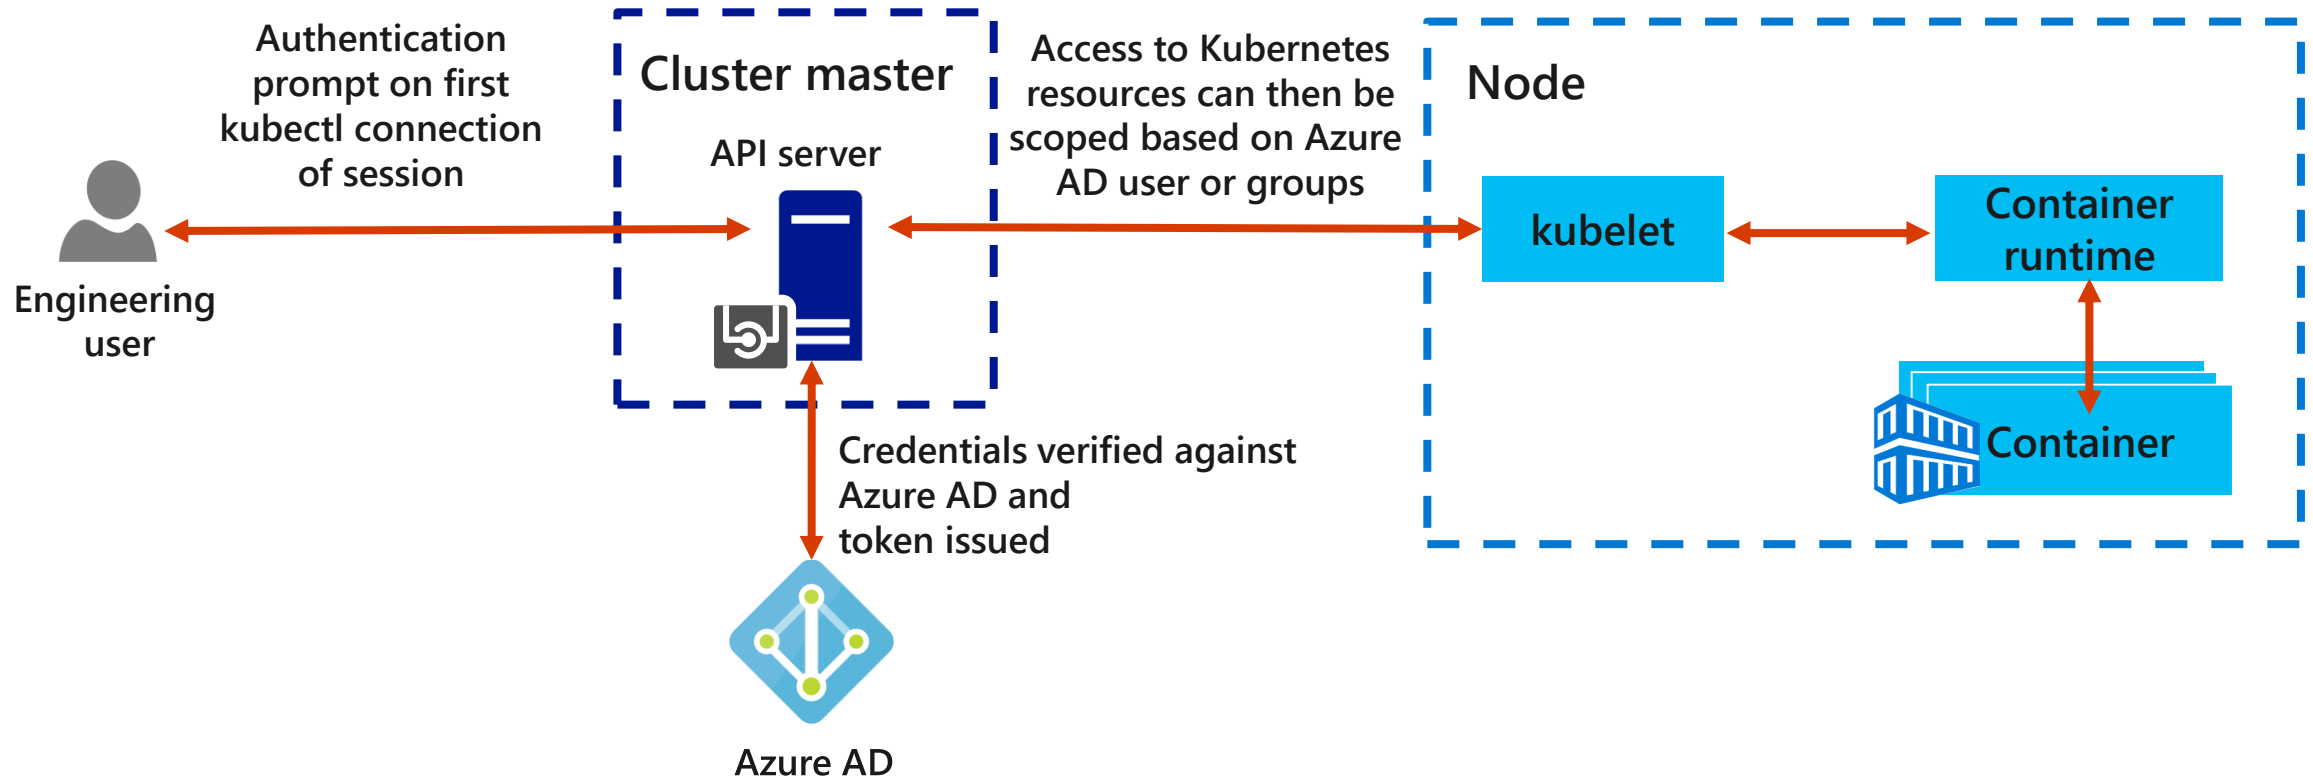 Authentication
prompt on first
kubectl connection
of session
Engineering
user
Cluster master
API server
Access to Kubernetes
resources can then be
scoped based on Azure
AD user or groups
Credentials verified against
Azure AD and
token issued
Azure AD
Node
kubelet
Container
runtime
Container